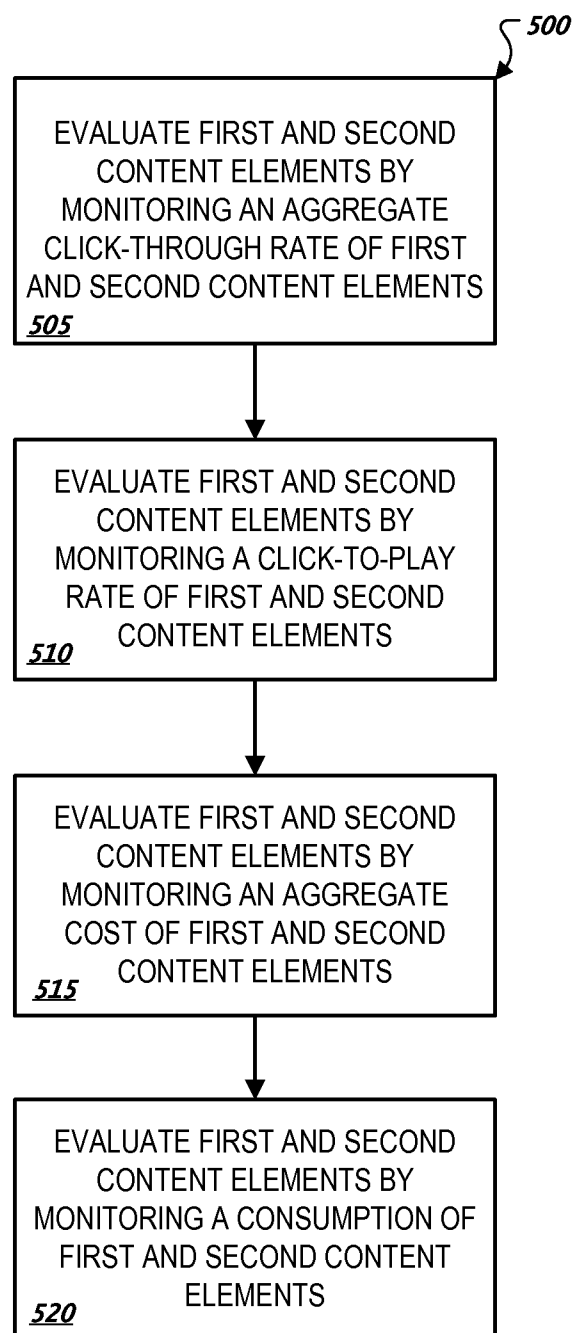 500
EVALUATE FIRST AND SECOND
CONTENT ELEMENTS BY
MONITORING AN AGGREGATE
CLICK-THROUGH RATE OF FIRST
AND SECOND CONTENT ELEMENTS
505
EVALUATE FIRST AND SECOND
CONTENT ELEMENTS BY
MONITORING A CLICK-TO-PLAY
RATE OF FIRST AND SECOND
CONTENT ELEMENTS
510
EVALUATE FIRST AND SECOND
CONTENT ELEMENTS BY
MONITORING AN AGGREGATE
COST OF FIRST AND SECOND
CONTENT ELEMENTS
515
EVALUATE FIRST AND SECOND
CONTENT ELEMENTS BY
MONITORING A CONSUMPTION OF
FIRST AND SECOND CONTENT
ELEMENTS
520